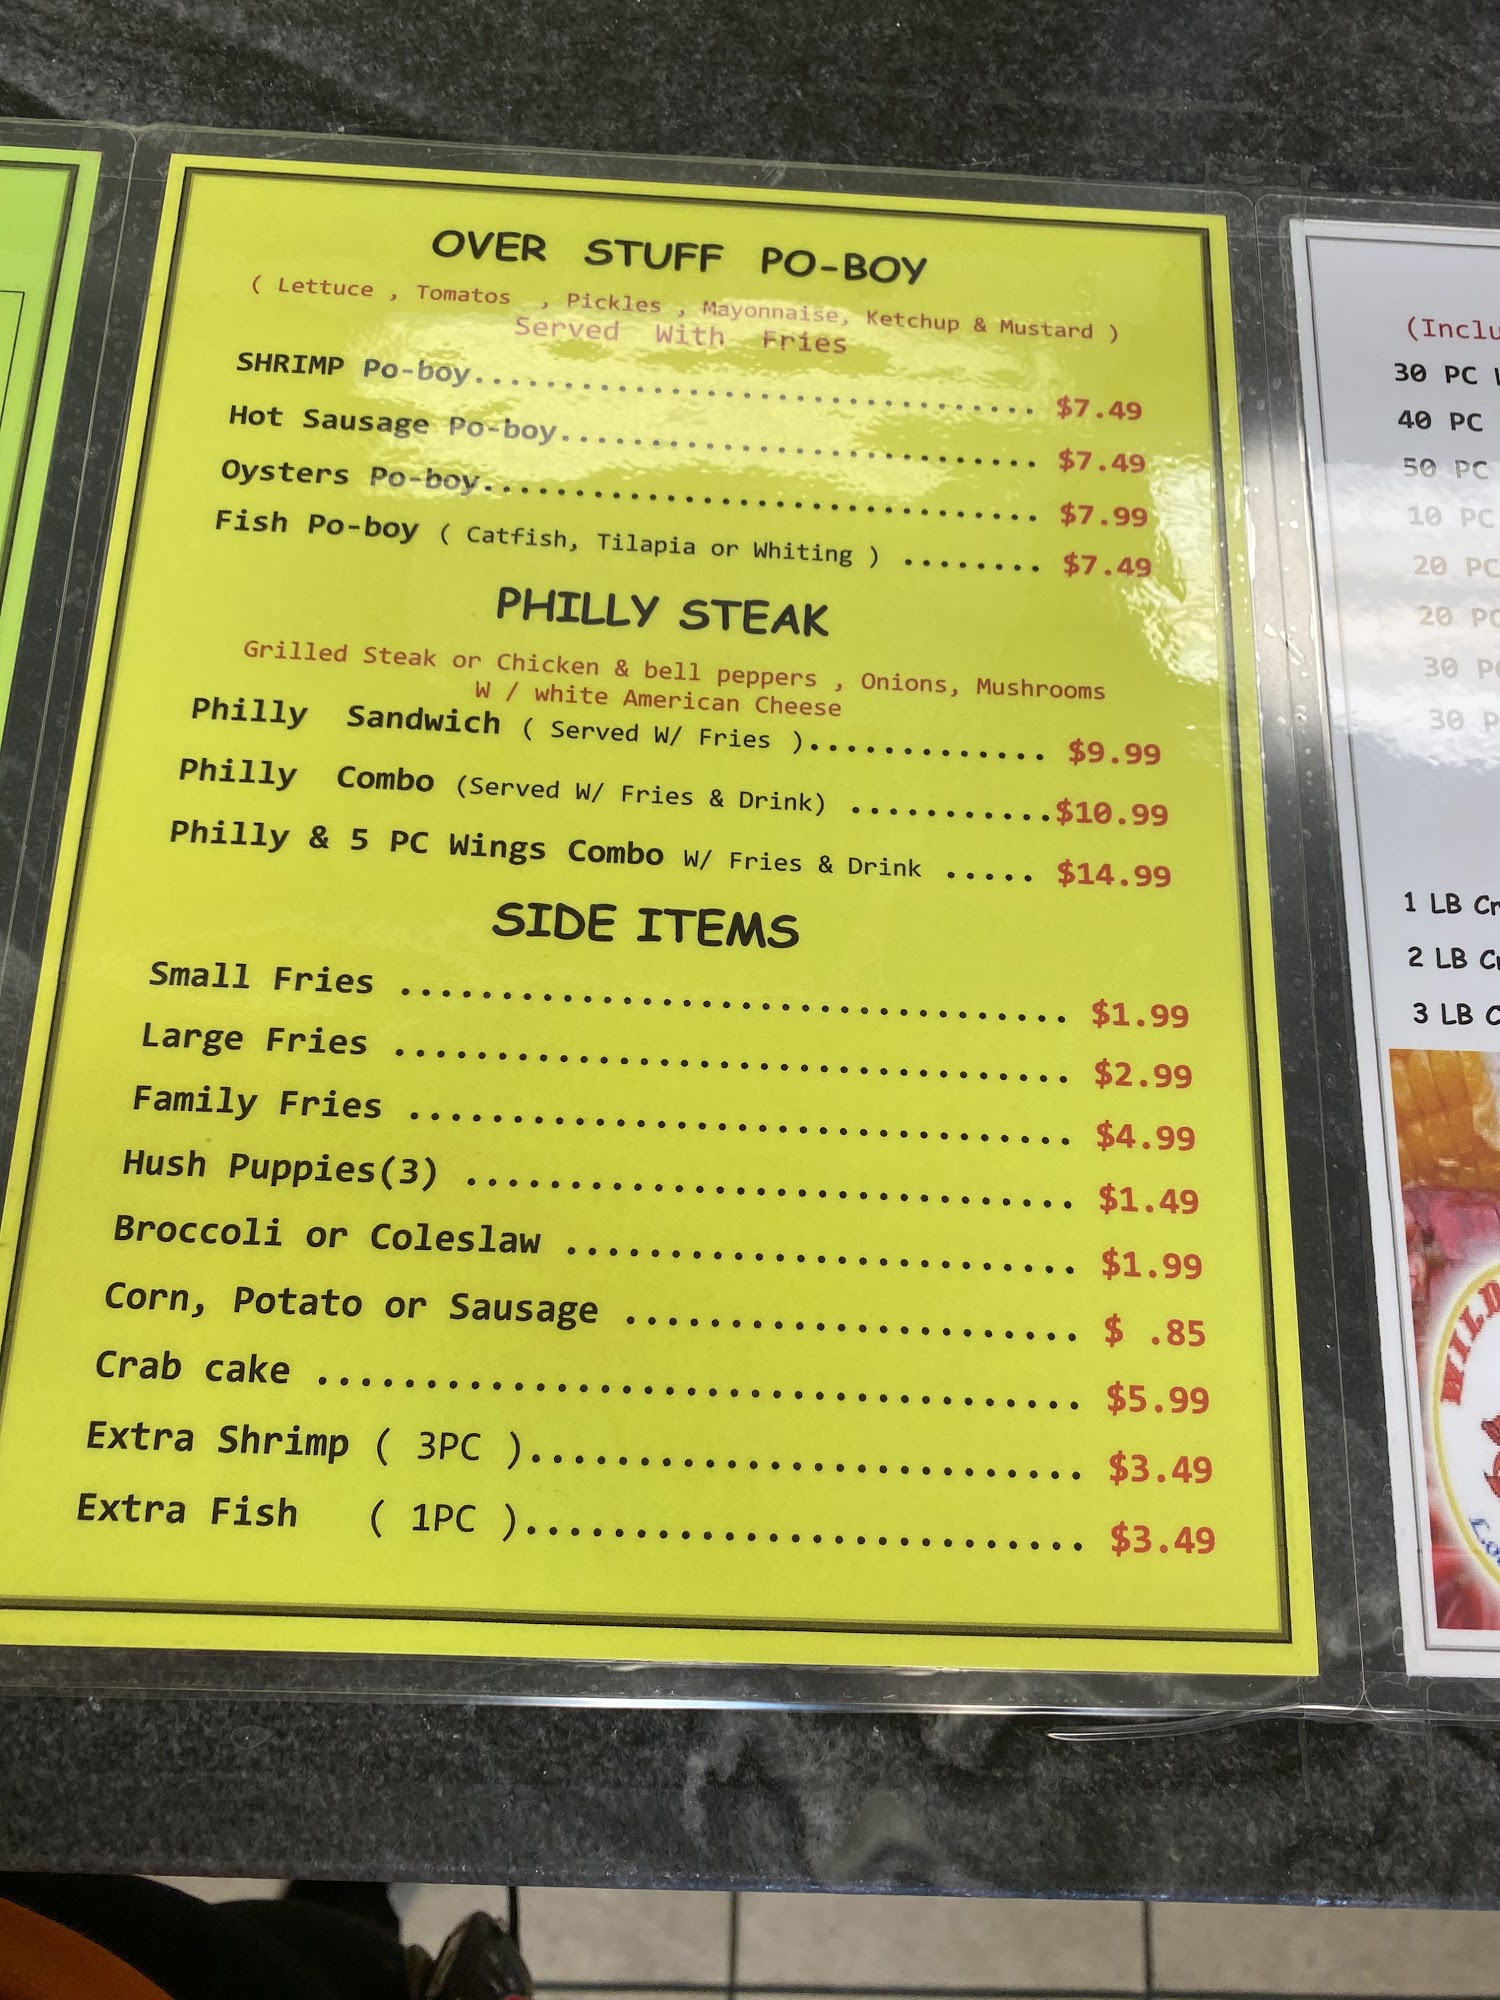 OVER STUFF PO-BOY
( Lettuce , Tomatos , Pickles , Mayonnaise, Ketchup & Mustard )
Served With Fries
SHRIMP Po-boy.................................. $7.49
Hot Sausage Po-boy............................. $7.49
Oysters Po-boy................................. $7.99
Fish Po-boy ( Catfish, Tilapia or Whiting ) ........ $7.49
PHILLY STEAK
Grilled Steak or Chicken & bell peppers , Onions, Mushrooms
W / white American Cheese
Philly Sandwich ( Served W/ Fries ).............. $9.99
Philly Combo (Served W/ Fries & Drink) ...........$10.99
Philly & 5 PC Wings Combo W/ Fries & Drink ..... $14.99
SIDE ITEMS
Small Fries ................................. $1.99
Large Fries ................................. $2.99
Family Fries ................................ $4.99
Hush Puppies(3) ............................. $1.49
Broccoli or Coleslaw ........................ $1.99
Corn, Potato or Sausage ..................... $ .85
Crab cake ................................... $5.99
Extra Shrimp ( 3PC )........................... $3.49
Extra Fish ( 1PC )........................... $3.49
30 PC
40 PC
50 PC
10 PC
20 PC
20 PC
30 PC
30 P
1 LB
2 LB
3 LB
WILD